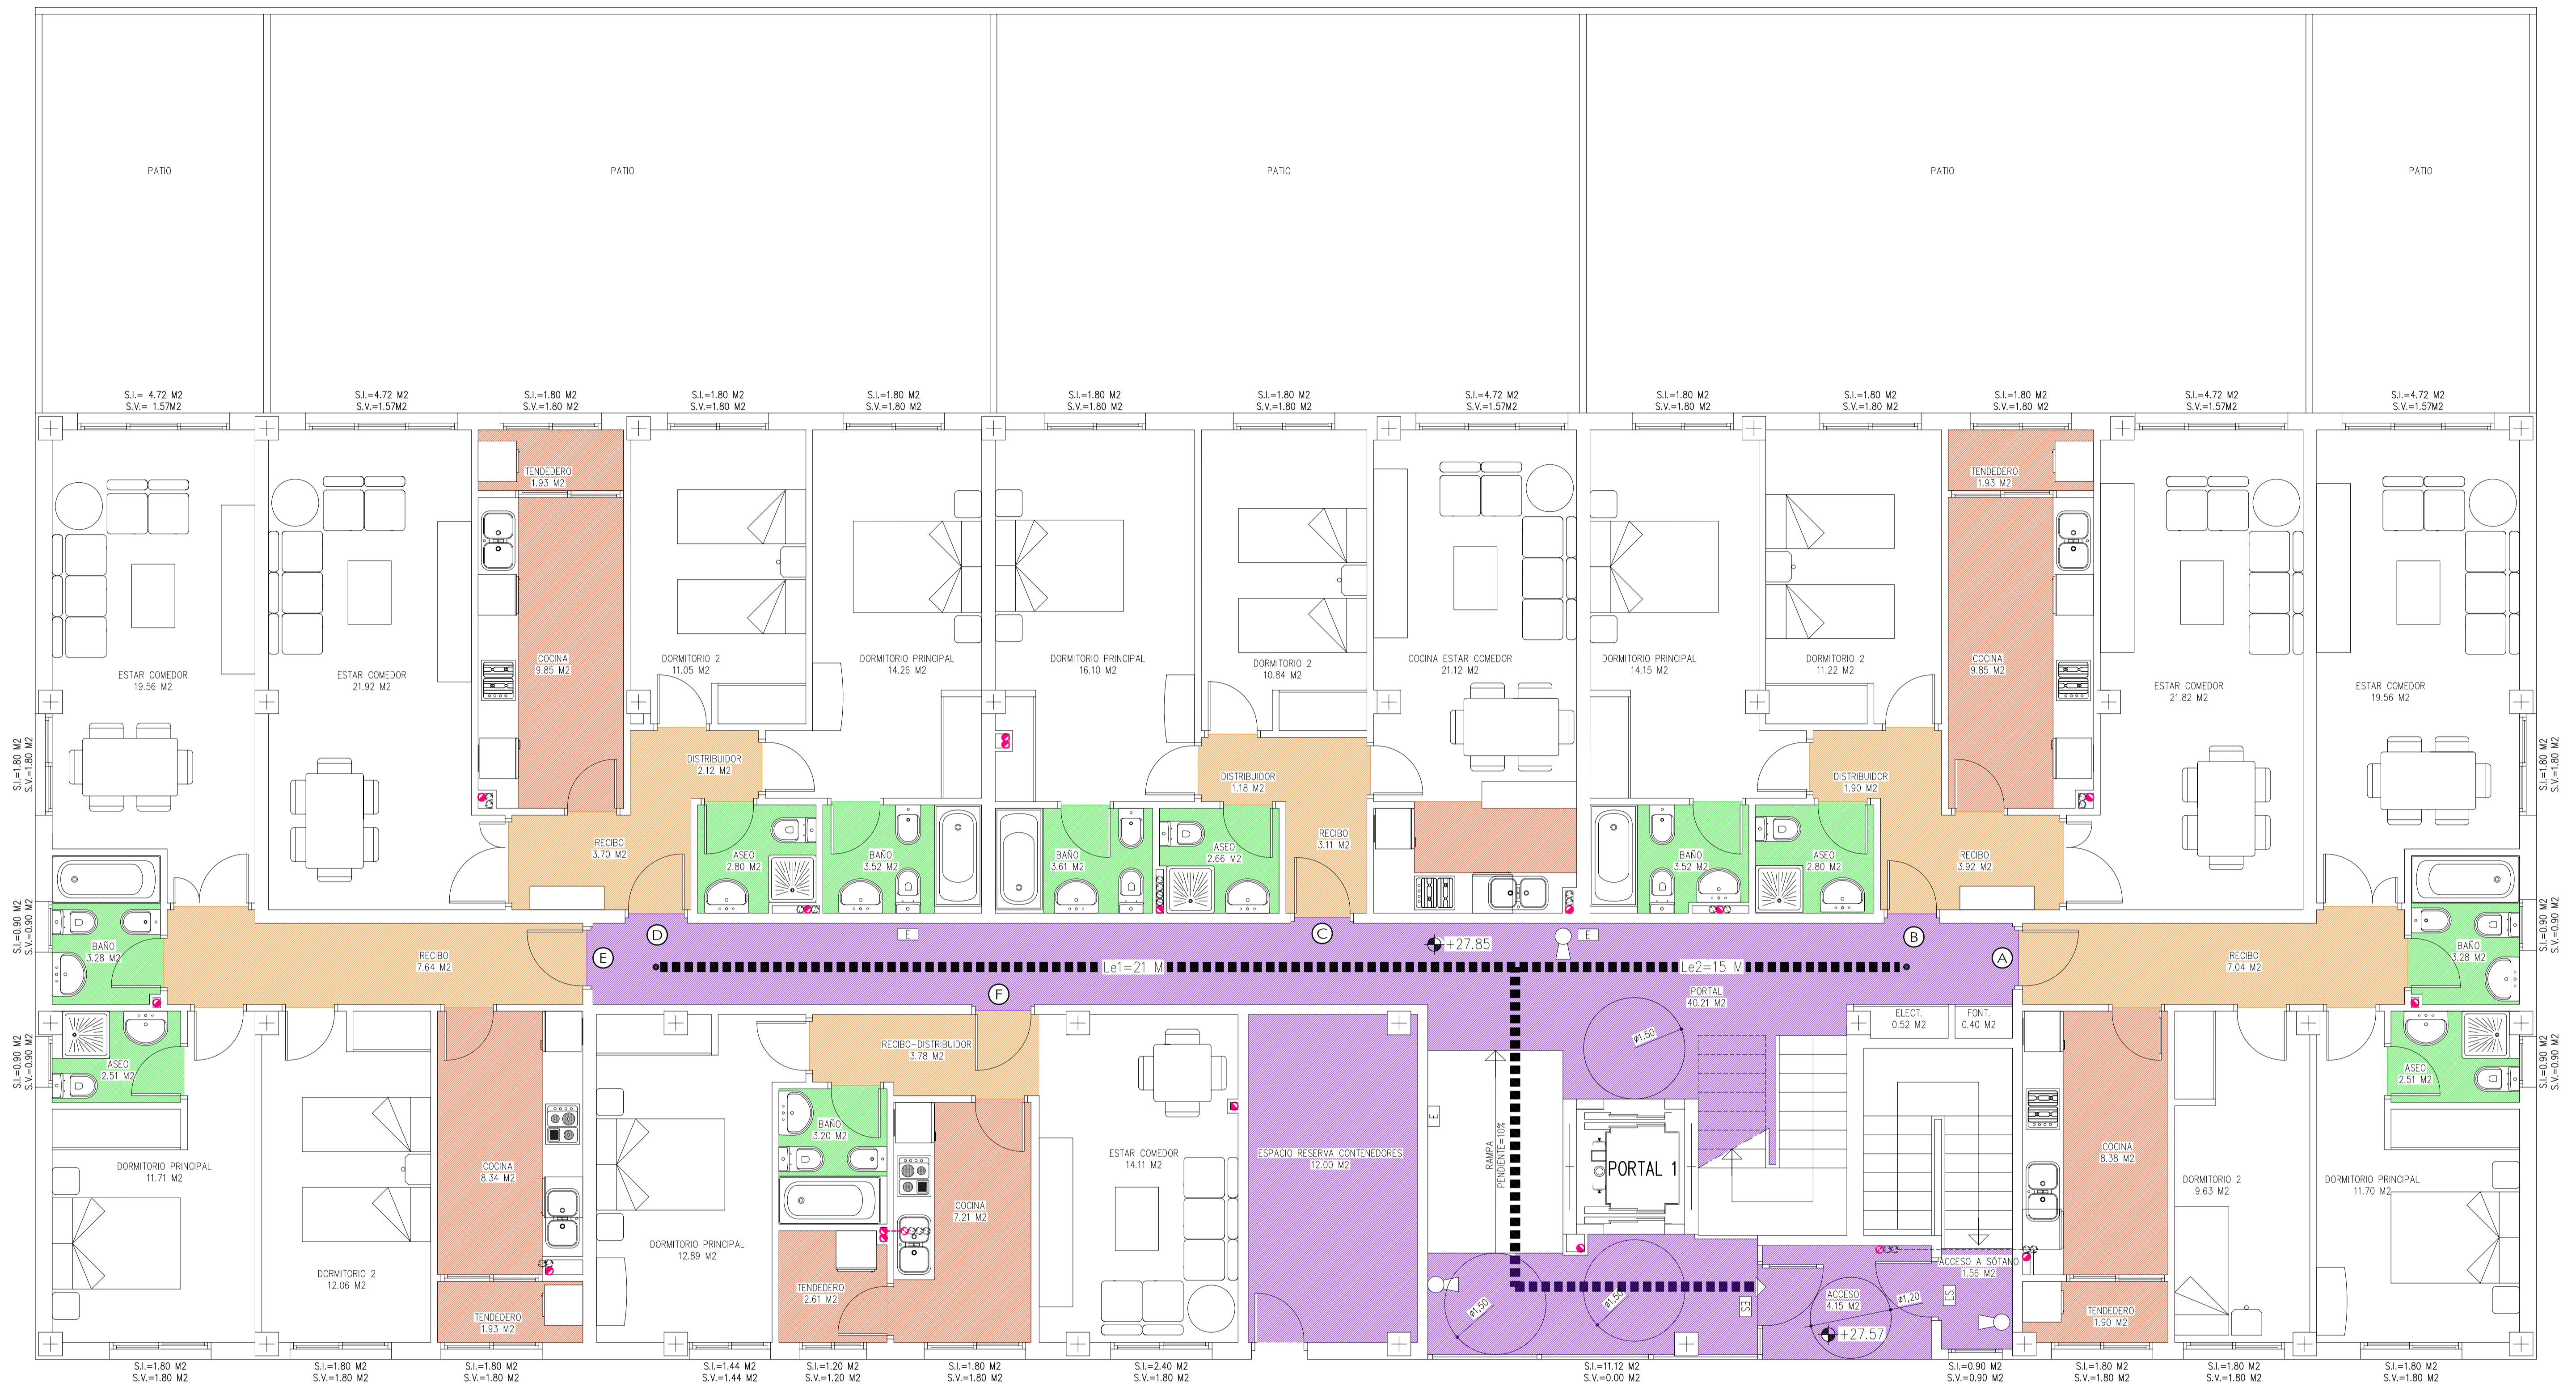 PATIO
PATIO
PATIO
PATIO
PATIO
S.I.= 4.72 M2
S.V.= 1.57M2
S.I.=4.72 M2
S.V.=1.57M2
S.I.=1.80 M2
S.V.=1.80 M2
S.I.=1.80 M2
S.V.=1.80 M2
S.I.=1.80 M2
S.V.=1.80 M2
S.I.=1.80 M2
S.V.=1.80 M2
S.I.=1.80 M2
S.V.=1.80 M2
S.I.=4.72 M2
S.V.=1.57M2
S.I.=1.80 M2
S.V.=1.80 M2
S.I.=1.80 M2
S.V.=1.80 M2
S.I.=1.80 M2
S.V.=1.80 M2
S.I.=4.72 M2
S.V.=1.57M2
S.I.=4.72 M2
S.V.=1.57M2
TENDEDERO
1.93 M2
TENDEDERO
1.93 M2
ESTAR COMEDOR
19.56 M2
ESTAR COMEDOR
21.92 M2
COCINA
9.85 M2
DORMITORIO 2
11.05 M2
DORMITORIO PRINCIPAL
14.26 M2
DORMITORIO PRINCIPAL
16.10 M2
DORMITORIO 2
10.84 M2
COCINA ESTAR COMEDOR
21.12 M2
DORMITORIO PRINCIPAL
14.15 M2
DORMITORIO 2
11.22 M2
COCINA
9.85 M2
ESTAR COMEDOR
21.82 M2
ESTAR COMEDOR
19.56 M2
S.I.=1.80 M2
S.V.=1.80 M2
DISTRIBUIDOR
2.12 M2
DISTRIBUIDOR
1.18 M2
DISTRIBUIDOR
1.90 M2
S.I.=1.80 M2
S.V.=1.80 M2
RECIBO
3.70 M2
ASEO
2.80 M2
BAÑO
3.52 M2
BAÑO
3.61 M2
ASEO
2.66 M2
RECIBO
3.11 M2
BAÑO
3.52 M2
ASEO
2.80 M2
RECIBO
3.92 M2
S.I.=0.90 M2
S.V.=0.90 M2
BAÑO
3.28 M2
RECIBO
7.64 M2
E
D
E
C
+27.85
E
B
A
RECIBO
7.04 M2
BAÑO
3.28 M2
S.I.=0.90 M2
S.V.=0.90 M2
Le1=21 M
Le2=15 M
F
PORTAL
40.21 M2
ELECT.
0.52 M2
FONT.
0.40 M2
S.I.=0.90 M2
S.V.=0.90 M2
ASEO
2.51 M2
RECIBO-DISTRIBUIDOR
3.78 M2
ø1,50
ASEO
2.51 M2
S.I.=0.90 M2
S.V.=0.90 M2
BAÑO
3.20 M2
E
RAMPA
PENDIENTE=10%
PORTAL 1
DORMITORIO PRINCIPAL
11.71 M2
COCINA
8.34 M2
ESTAR COMEDOR
14.11 M2
ESPACIO RESERVA CONTENEDORES
12.00 M2
COCINA
8.38 M2
DORMITORIO 2
9.63 M2
DORMITORIO PRINCIPAL
11.70 M2
COCINA
7.21 M2
DORMITORIO PRINCIPAL
12.89 M2
DORMITORIO 2
12.06 M2
ACCESO A SÓTANO
1.56 M2
TENDEDERO
2.61 M2
TENDEDERO
1.93 M2
ø1,50
ø1,50
ES
ACCESO
4.15 M2
ø1,20
ES
+27.57
TENDEDERO
1.90 M2
S.I.=1.80 M2
S.V.=1.80 M2
S.I.=1.80 M2
S.V.=1.80 M2
S.I.=1.80 M2
S.V.=1.80 M2
S.I.=1.44 M2
S.V.=1.44 M2
S.I.=1.20 M2
S.V.=1.20 M2
S.I.=1.80 M2
S.V.=1.80 M2
S.I.=2.40 M2
S.V.=1.80 M2
S.I.=11.12 M2
S.V.=0.00 M2
S.I.=0.90 M2
S.V.=0.90 M2
S.I.=1.80 M2
S.V.=1.80 M2
S.I.=1.80 M2
S.V.=1.80 M2
S.I.=1.80 M2
S.V.=1.80 M2